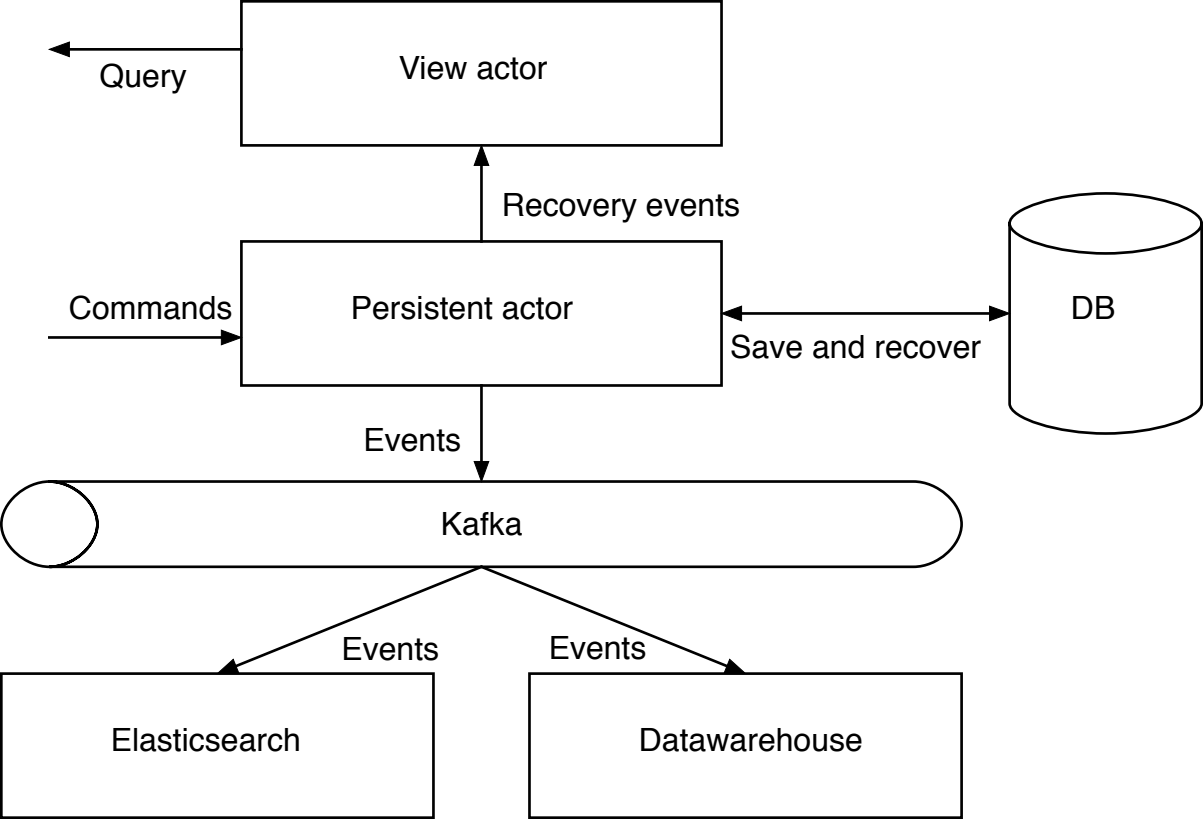 View actor
Query
Recovery events
Commands
Persistent actor
DB
Save and recover
Events
Kafka
Events
Events
Elasticsearch
Datawarehouse